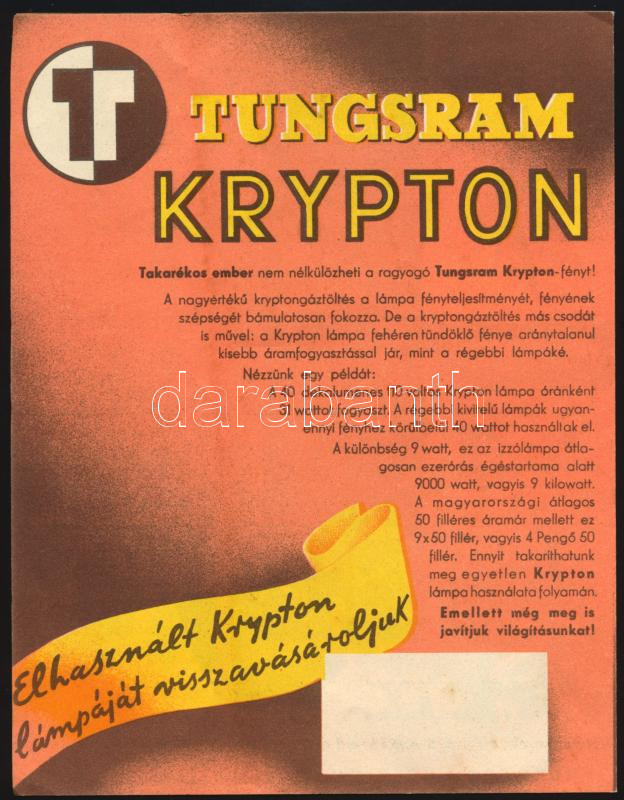 TUNGSRAM
KRYPTON
Takarékos ember nem nélkülözheti a ragyogó Tungsram Krypton-fényt!
A nagyértékű kryptongáztöltés a lámpa fényteljesítményét, fényének
szépségét bámulatosan fokozza. De a kryptongáztöltés más csodát
is művel: a Krypton lámpa fehéren tündöklő fénye aránytalanul
kisebb áramfogyasztással jár, mint a régebbi lámpáké.
Nézzünk egy példát:
A 40 dekalumenes 110 voltos Krypton lámpa óránként
31 wattot fogyaszt. A régebbi kivitelű lámpák ugyan-
ennyi fényhez körülbelül 40 wattot használtak el.
A különbség 9 watt, ez az izzólámpa átla-
gosan ezerórás égéstartama alatt
9000 watt, vagyis 9 kilowatt.
A magyarországi átlagos
50 filléres áramár mellett ez
9x50 fillér, vagyis 4 Pengő 50
fillér. Ennyit takaríthatunk
meg egyetlen Krypton
lámpa használata folyamán.
Emellett még meg is
javítjuk világításunkat!
Elhasznált Krypton
lámpáját visszavásároljuk
darabanth